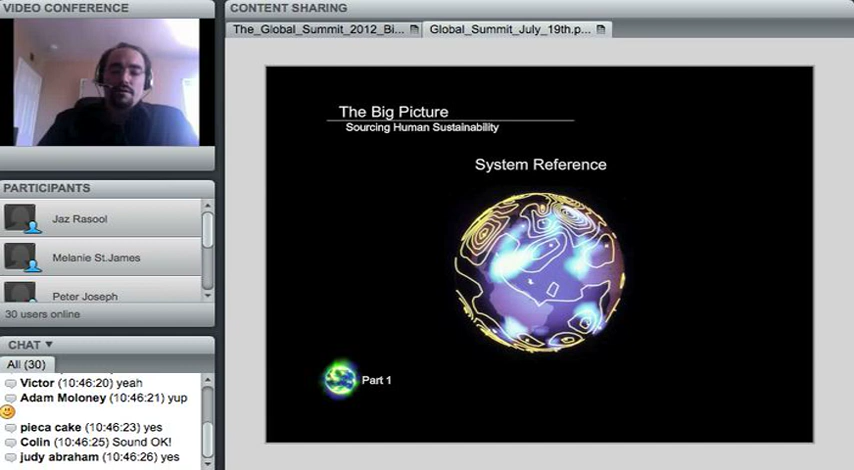 VIDEO CONFERENCE
CONTENT SHARING
The_Global_Summit_2012_Bi...
Global_Summit_July_19th.p...
The Big Picture
Sourcing Human Sustainability
System Reference
Part 1
PARTICIPANTS
Jaz Rasool
Melanie St.James
Peter Joseph
30 users online
CHAT
All (30)
Victor (10:46:20) yeah
Adam Moloney (10:46:21) yup
pieca cake (10:46:23) yes
Colin (10:46:25) Sound OK!
judy abraham (10:46:26) yes